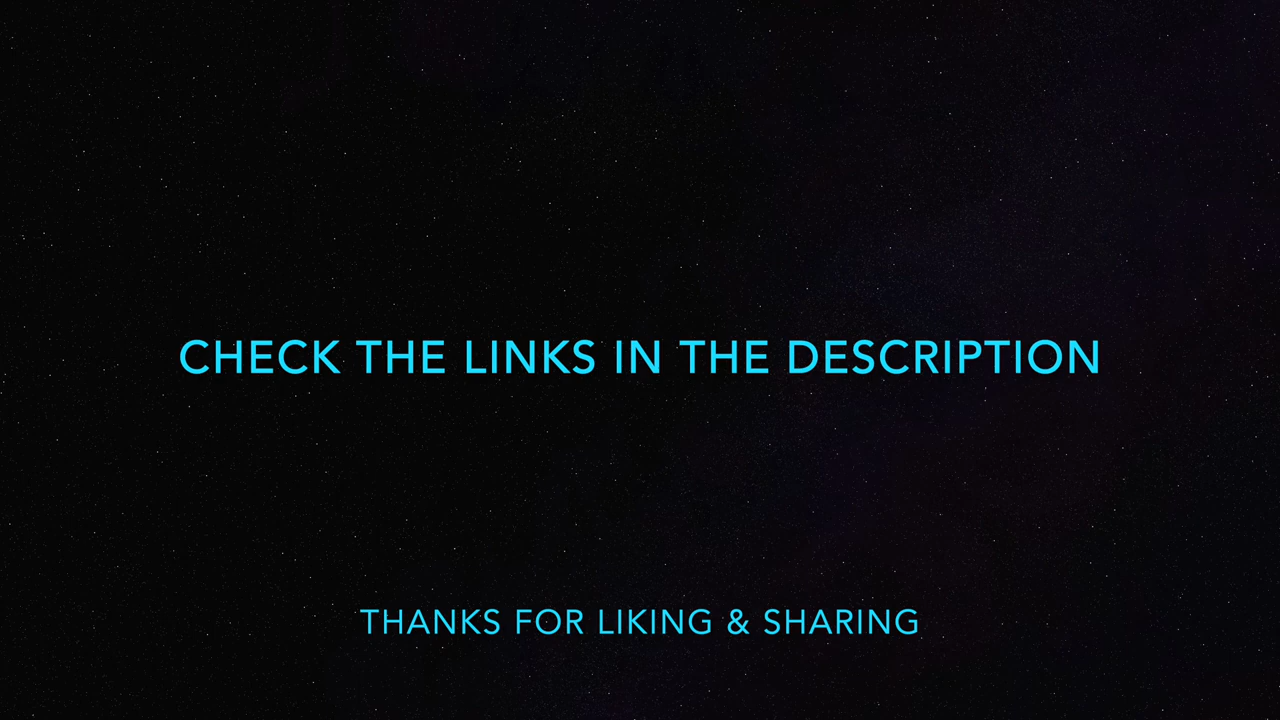 CHECK THE LINKS IN THE DESCRIPTION
THANKS FOR LIKING & SHARING